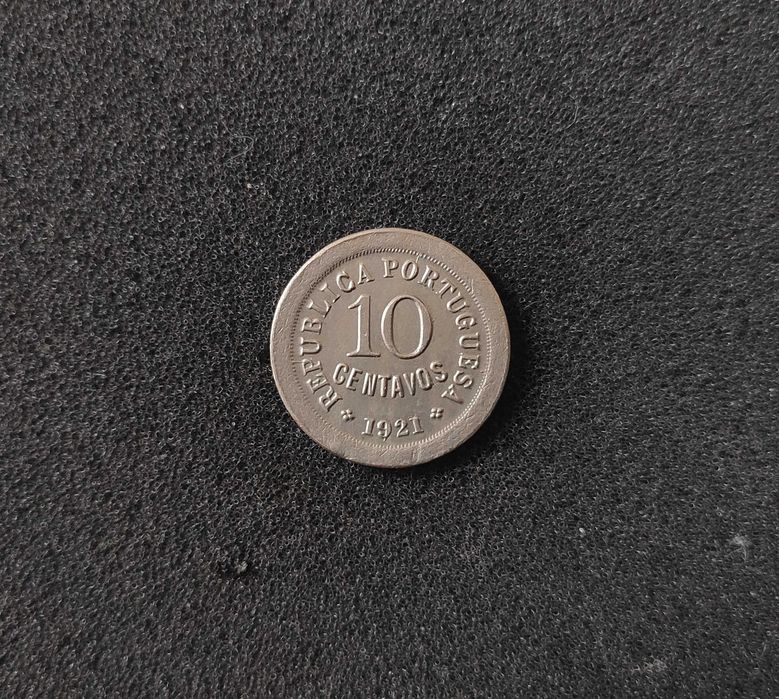 REPUBLICA PORTUGUESA
10
CENTAVOS
1921